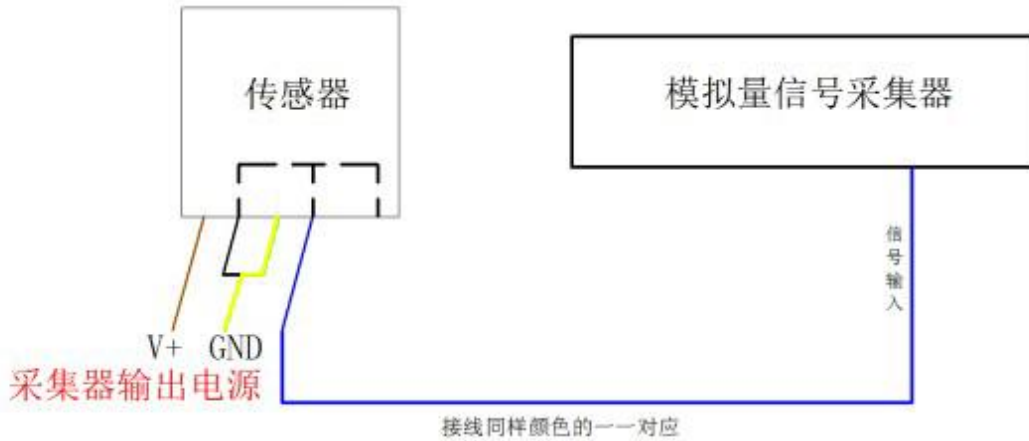 传感器
模拟量信号采集器
信号输入
V+ GND
采集器输出电源
接线同样颜色的一一对应